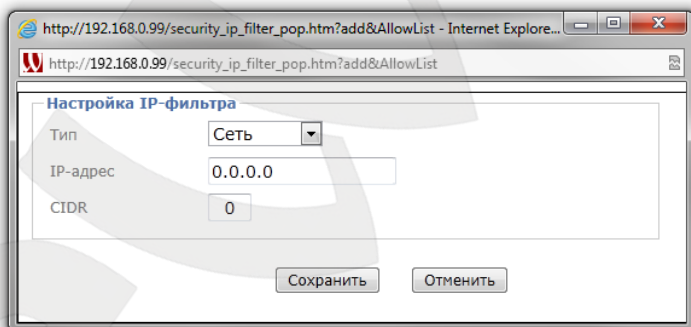 http://192.168.0.99/security_ip_filter_pop.htm?add&AllowList - Internet Explore...
http://192.168.0.99/security_ip_filter_pop.htm?add&AllowList
Настройка IP-фильтра
Тип Сеть
IP-адрес 0.0.0.0
CIDR 0
Сохранить Отменить